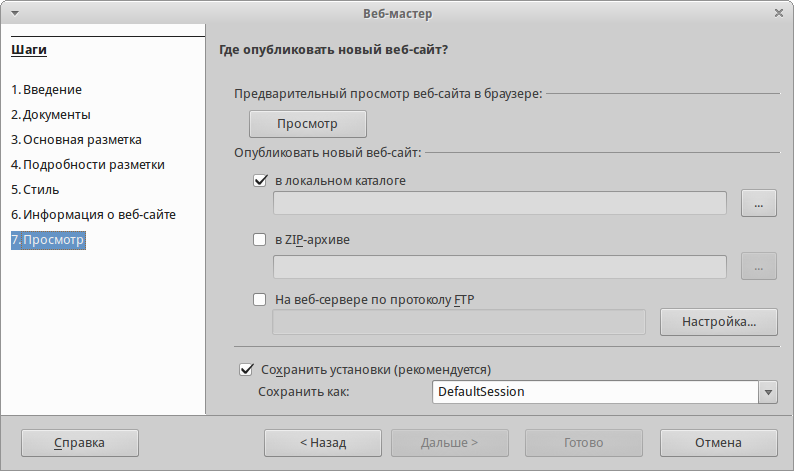 Веб-мастер
Шаги
1. Введение
2. Документы
3. Основная разметка
4. Подробности разметки
5. Стиль
6. Информация о веб-сайте
7. Просмотр
Где опубликовать новый веб-сайт?
Предварительный просмотр веб-сайта в браузере:
Просмотр
Опубликовать новый веб-сайт:
в локальном каталоге
...
в ZIP-архиве
...
На веб-сервере по протоколу FTP
Настройка...
Сохранить установки (рекомендуется)
Сохранить как: DefaultSession
Справка < Назад Дальше > Готово Отмена